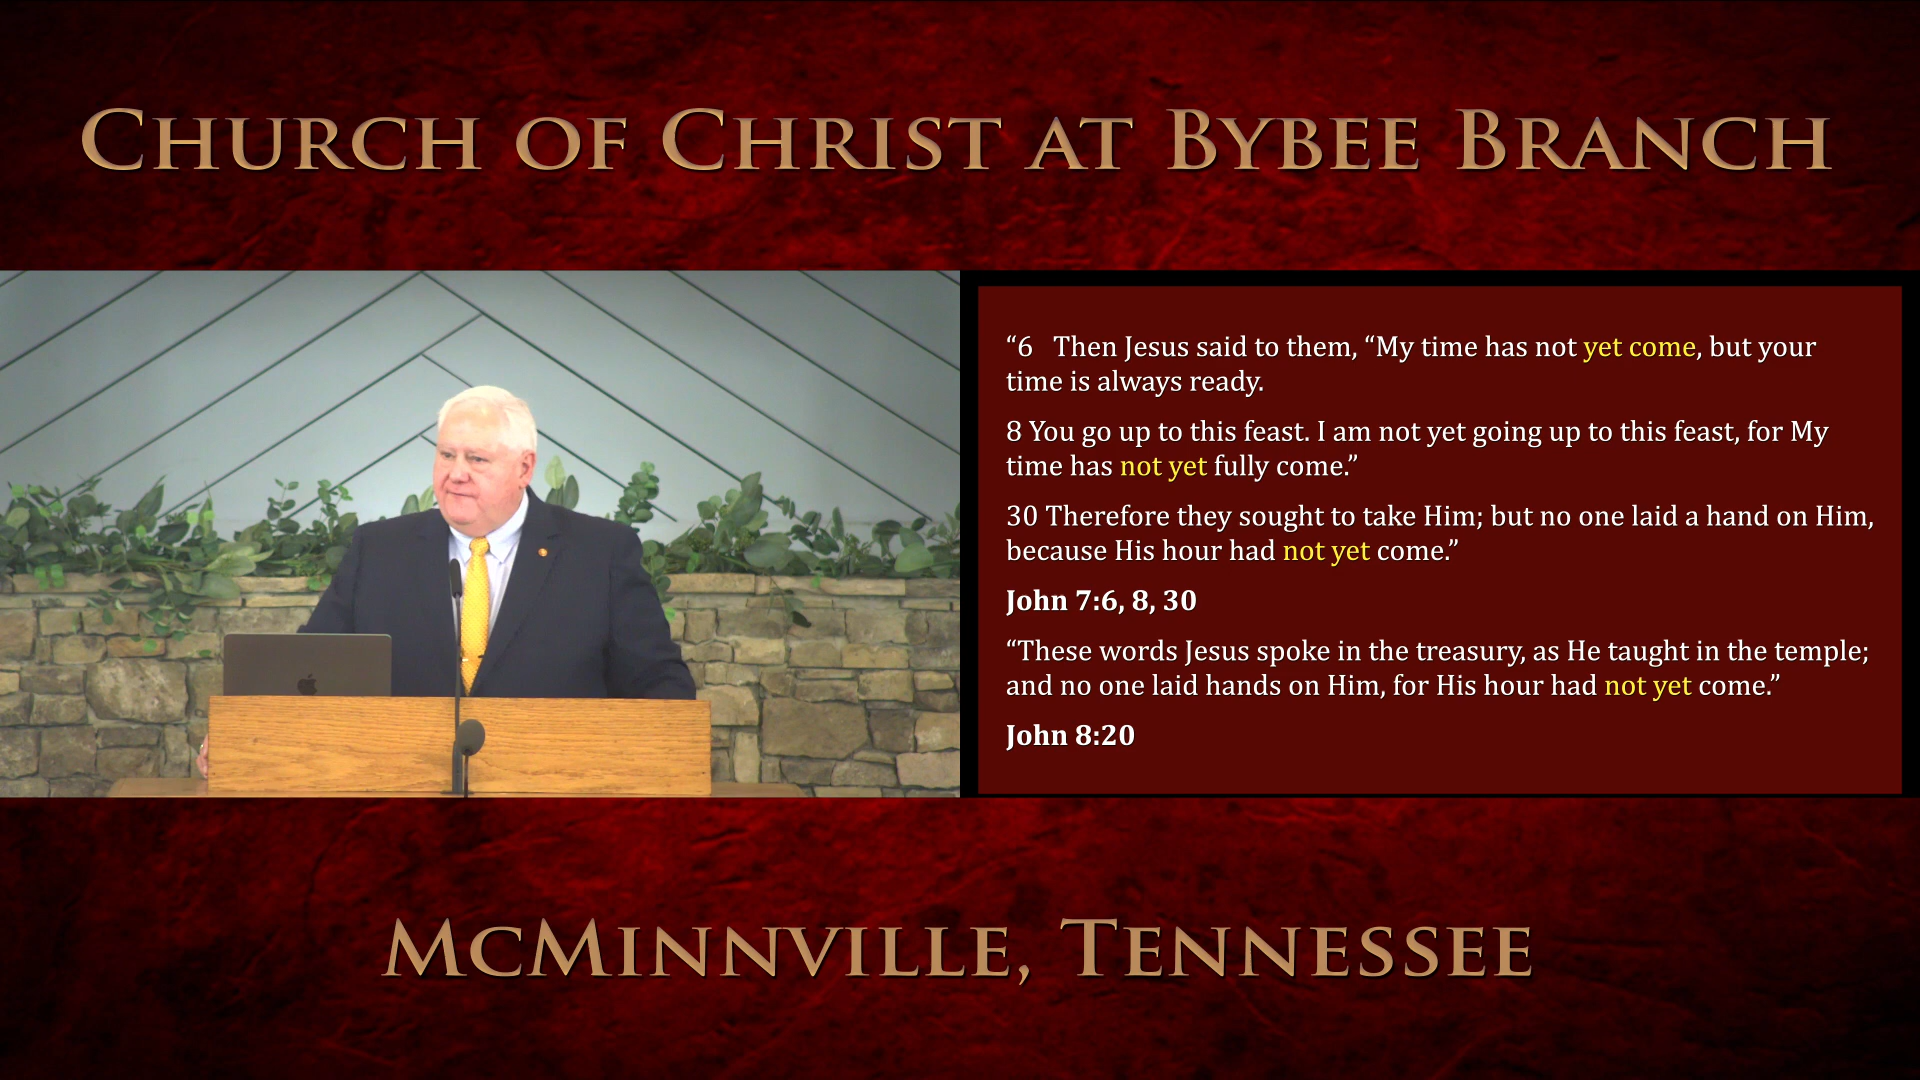 CHURCH OF CHRIST AT BYBEE BRANCH
“6   Then Jesus said to them, “My time has not yet come, but your
time is always ready.
8 You go up to this feast. I am not yet going up to this feast, for My
time has not yet fully come.”
30 Therefore they sought to take Him; but no one laid a hand on Him,
because His hour had not yet come.”
John 7:6, 8, 30
“These words Jesus spoke in the treasury, as He taught in the temple;
and no one laid hands on Him, for His hour had not yet come.”
John 8:20
MCMINNVILLE, TENNESSEE